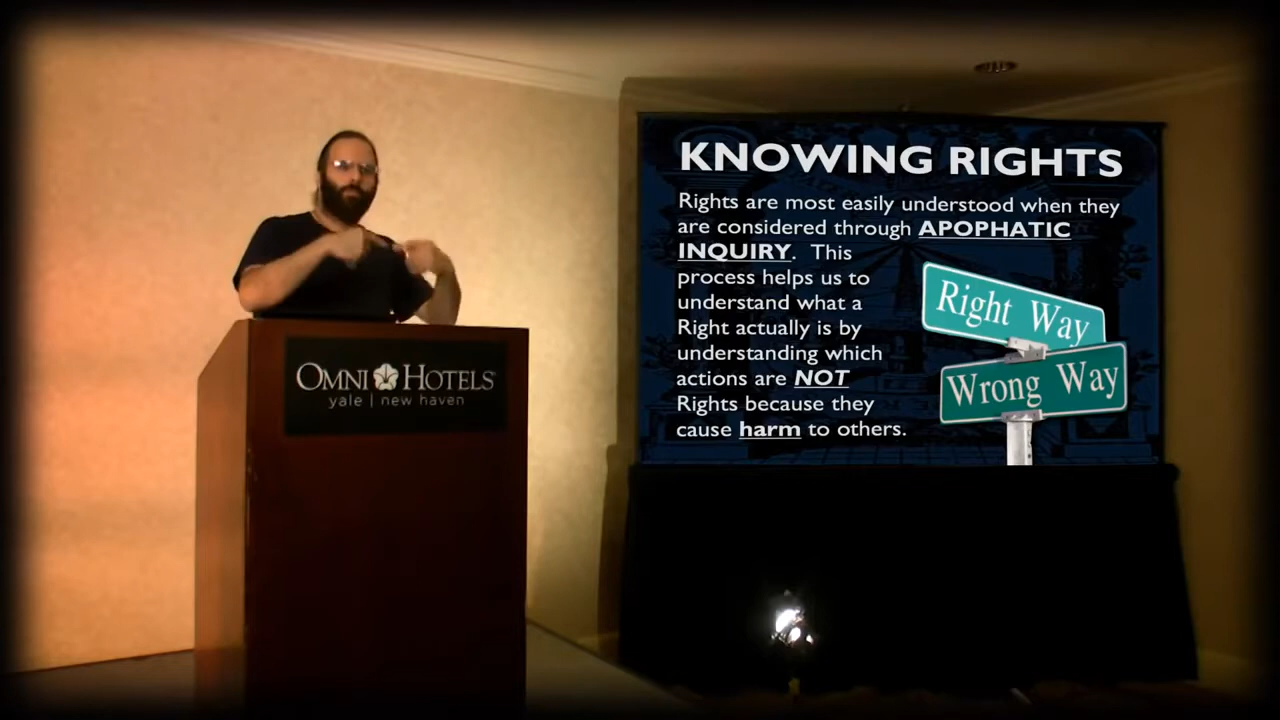 KNOWING RIGHTS
Rights are most easily understood when they
are considered through APOPHATIC
INQUIRY. This
process helps us to
understand what a
Right actually is by
understanding which
actions are NOT
Rights because they
cause harm to others.
Right Way
Wrong Way
OMNI HOTELS
yale | new haven